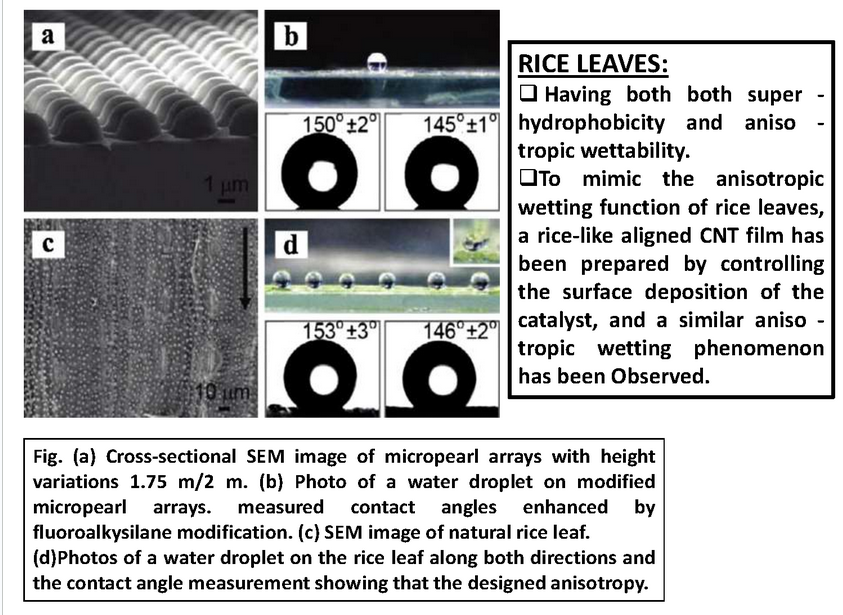 a
1 µm
b
150°±2°
145°±1°
c
10 µm
d
153°±3°
146°±2°
RICE LEAVES:
❑ Having both both super -
hydrophobicity and aniso -
tropic wettability.
❑To mimic the anisotropic
wetting function of rice leaves,
a rice-like aligned CNT film has
been prepared by controlling
the surface deposition of the
catalyst, and a similar aniso -
tropic wetting phenomenon
has been Observed.
Fig. (a) Cross-sectional SEM image of micropearl arrays with height
variations 1.75 m/2 m. (b) Photo of a water droplet on modified
micropearl arrays. measured contact angles enhanced by
fluoroalkysilane modification. (c) SEM image of natural rice leaf.
(d)Photos of a water droplet on the rice leaf along both directions and
the contact angle measurement showing that the designed anisotropy.